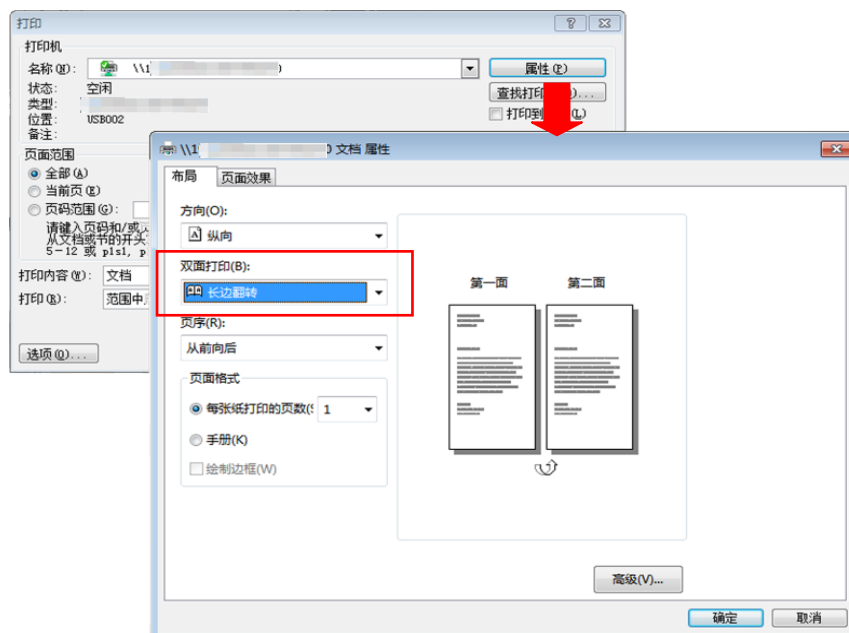 打印
打印机
名称(N): \\1
属性(P)
状态: 空闲
查找打印
类型:
位置: USB002
打印到 (L)
备注:
页面范围
全部(A)
当前页(E)
页码范围(G):
请键入页码和/或
从文档或节的开头
5-12 或 p1s1, p
打印内容(W): 文档
打印(R): 范围中
选项(O)...
\\1 0 文档 属性
布局 页面效果
方向(O):
纵向
双面打印(B):
长边翻转
页序(R):
从前向后
页面格式
每张纸打印的页数(S 1
手册(K)
绘制边框(W)
第一面 第二面
高级(V)...
确定 取消